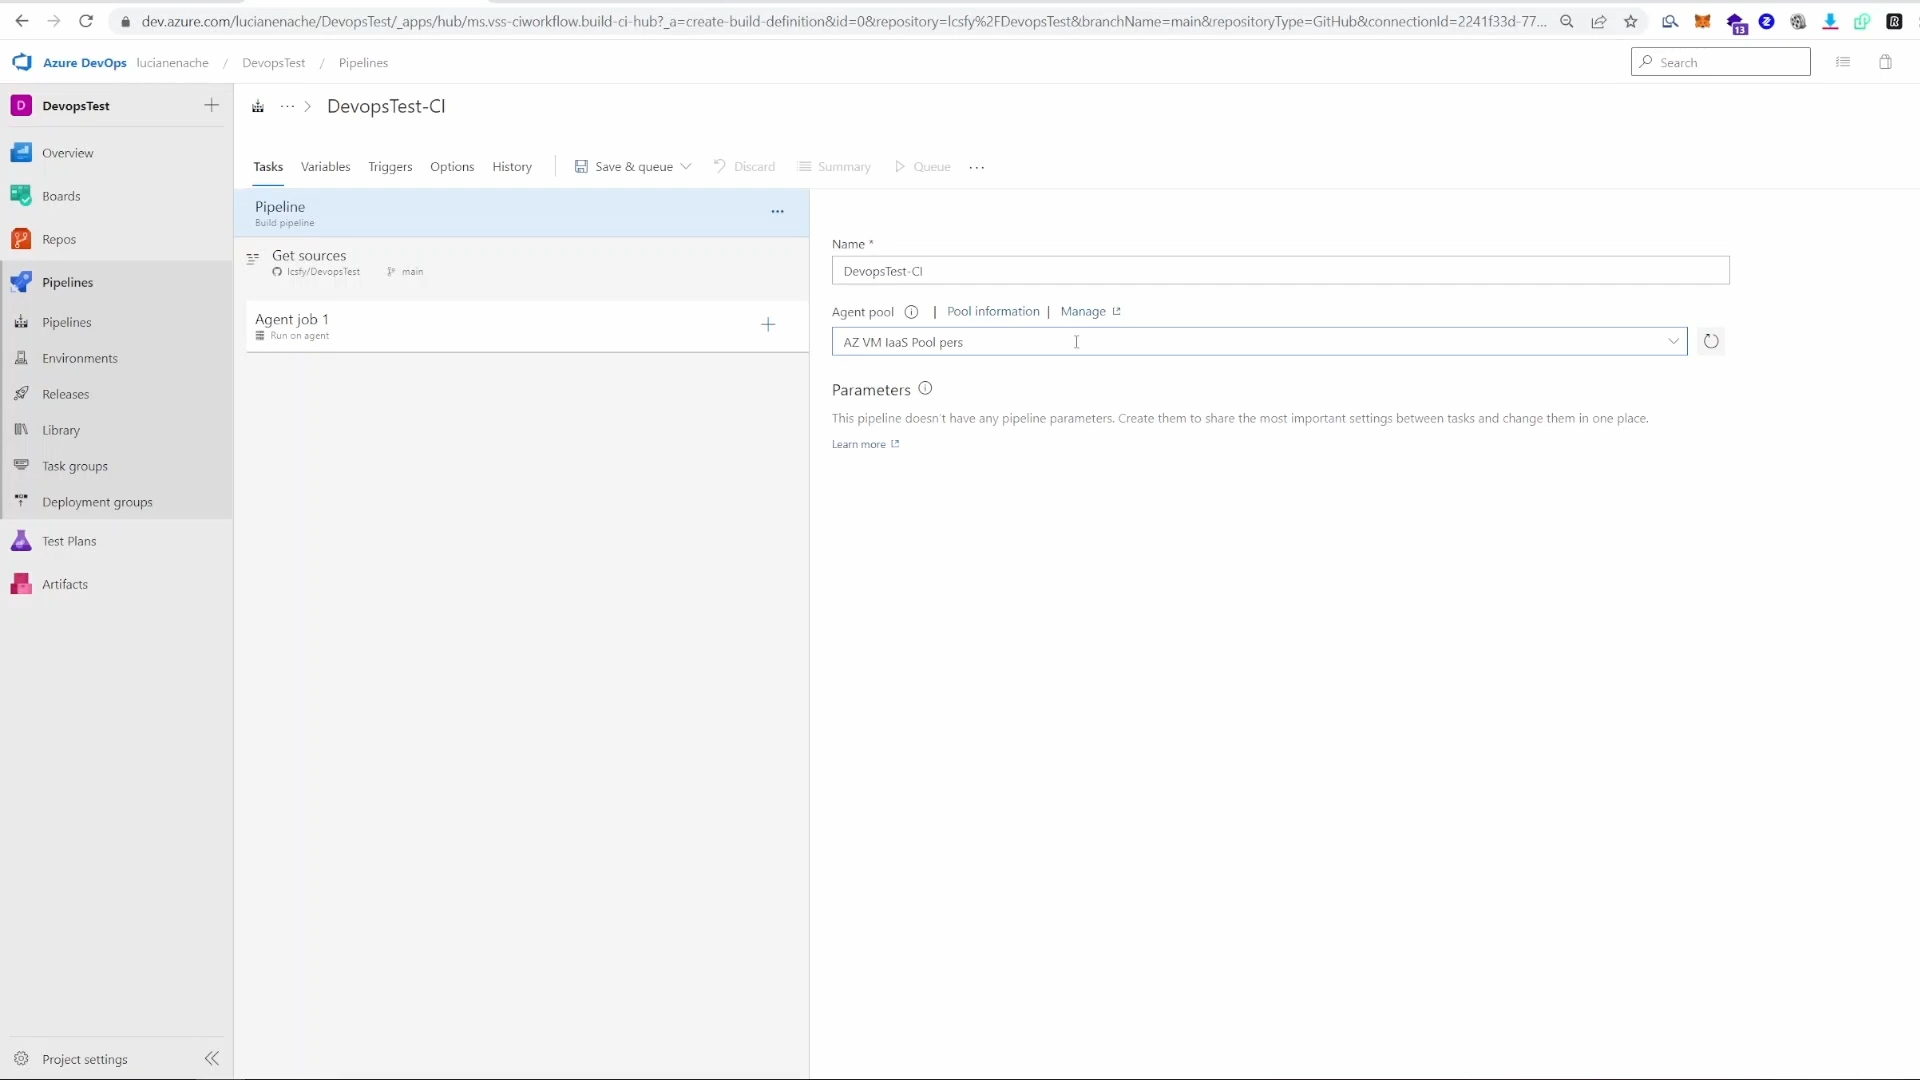 dev.azure.com/lucianenache/DevopsTest/_apps/hub/ms.vss-ciworkflow.build-ci-hub?_a=create-build-definition&id=0&repository=lcsfy%2FDevopsTest&branchName=main&repositoryType=GitHub&connectionId=2241f33d-77...
13
Azure DevOps lucianenache / DevopsTest / Pipelines
Search
D DevopsTest
Overview
Boards
Repos
Pipelines
Pipelines
Environments
Releases
Library
Task groups
Deployment groups
Test Plans
Artifacts
Project settings
... > DevopsTest-CI
Tasks Variables Triggers Options History Save & queue Discard Summary Queue ...
Pipeline
Build pipeline
...
Get sources
lcsfy/DevopsTest main
Agent job 1
Run on agent
Name *
DevopsTest-CI
Agent pool | Pool information | Manage
AZ VM IaaS Pool pers
Parameters
This pipeline doesn't have any pipeline parameters. Create them to share the most important settings between tasks and change them in one place.
Learn more